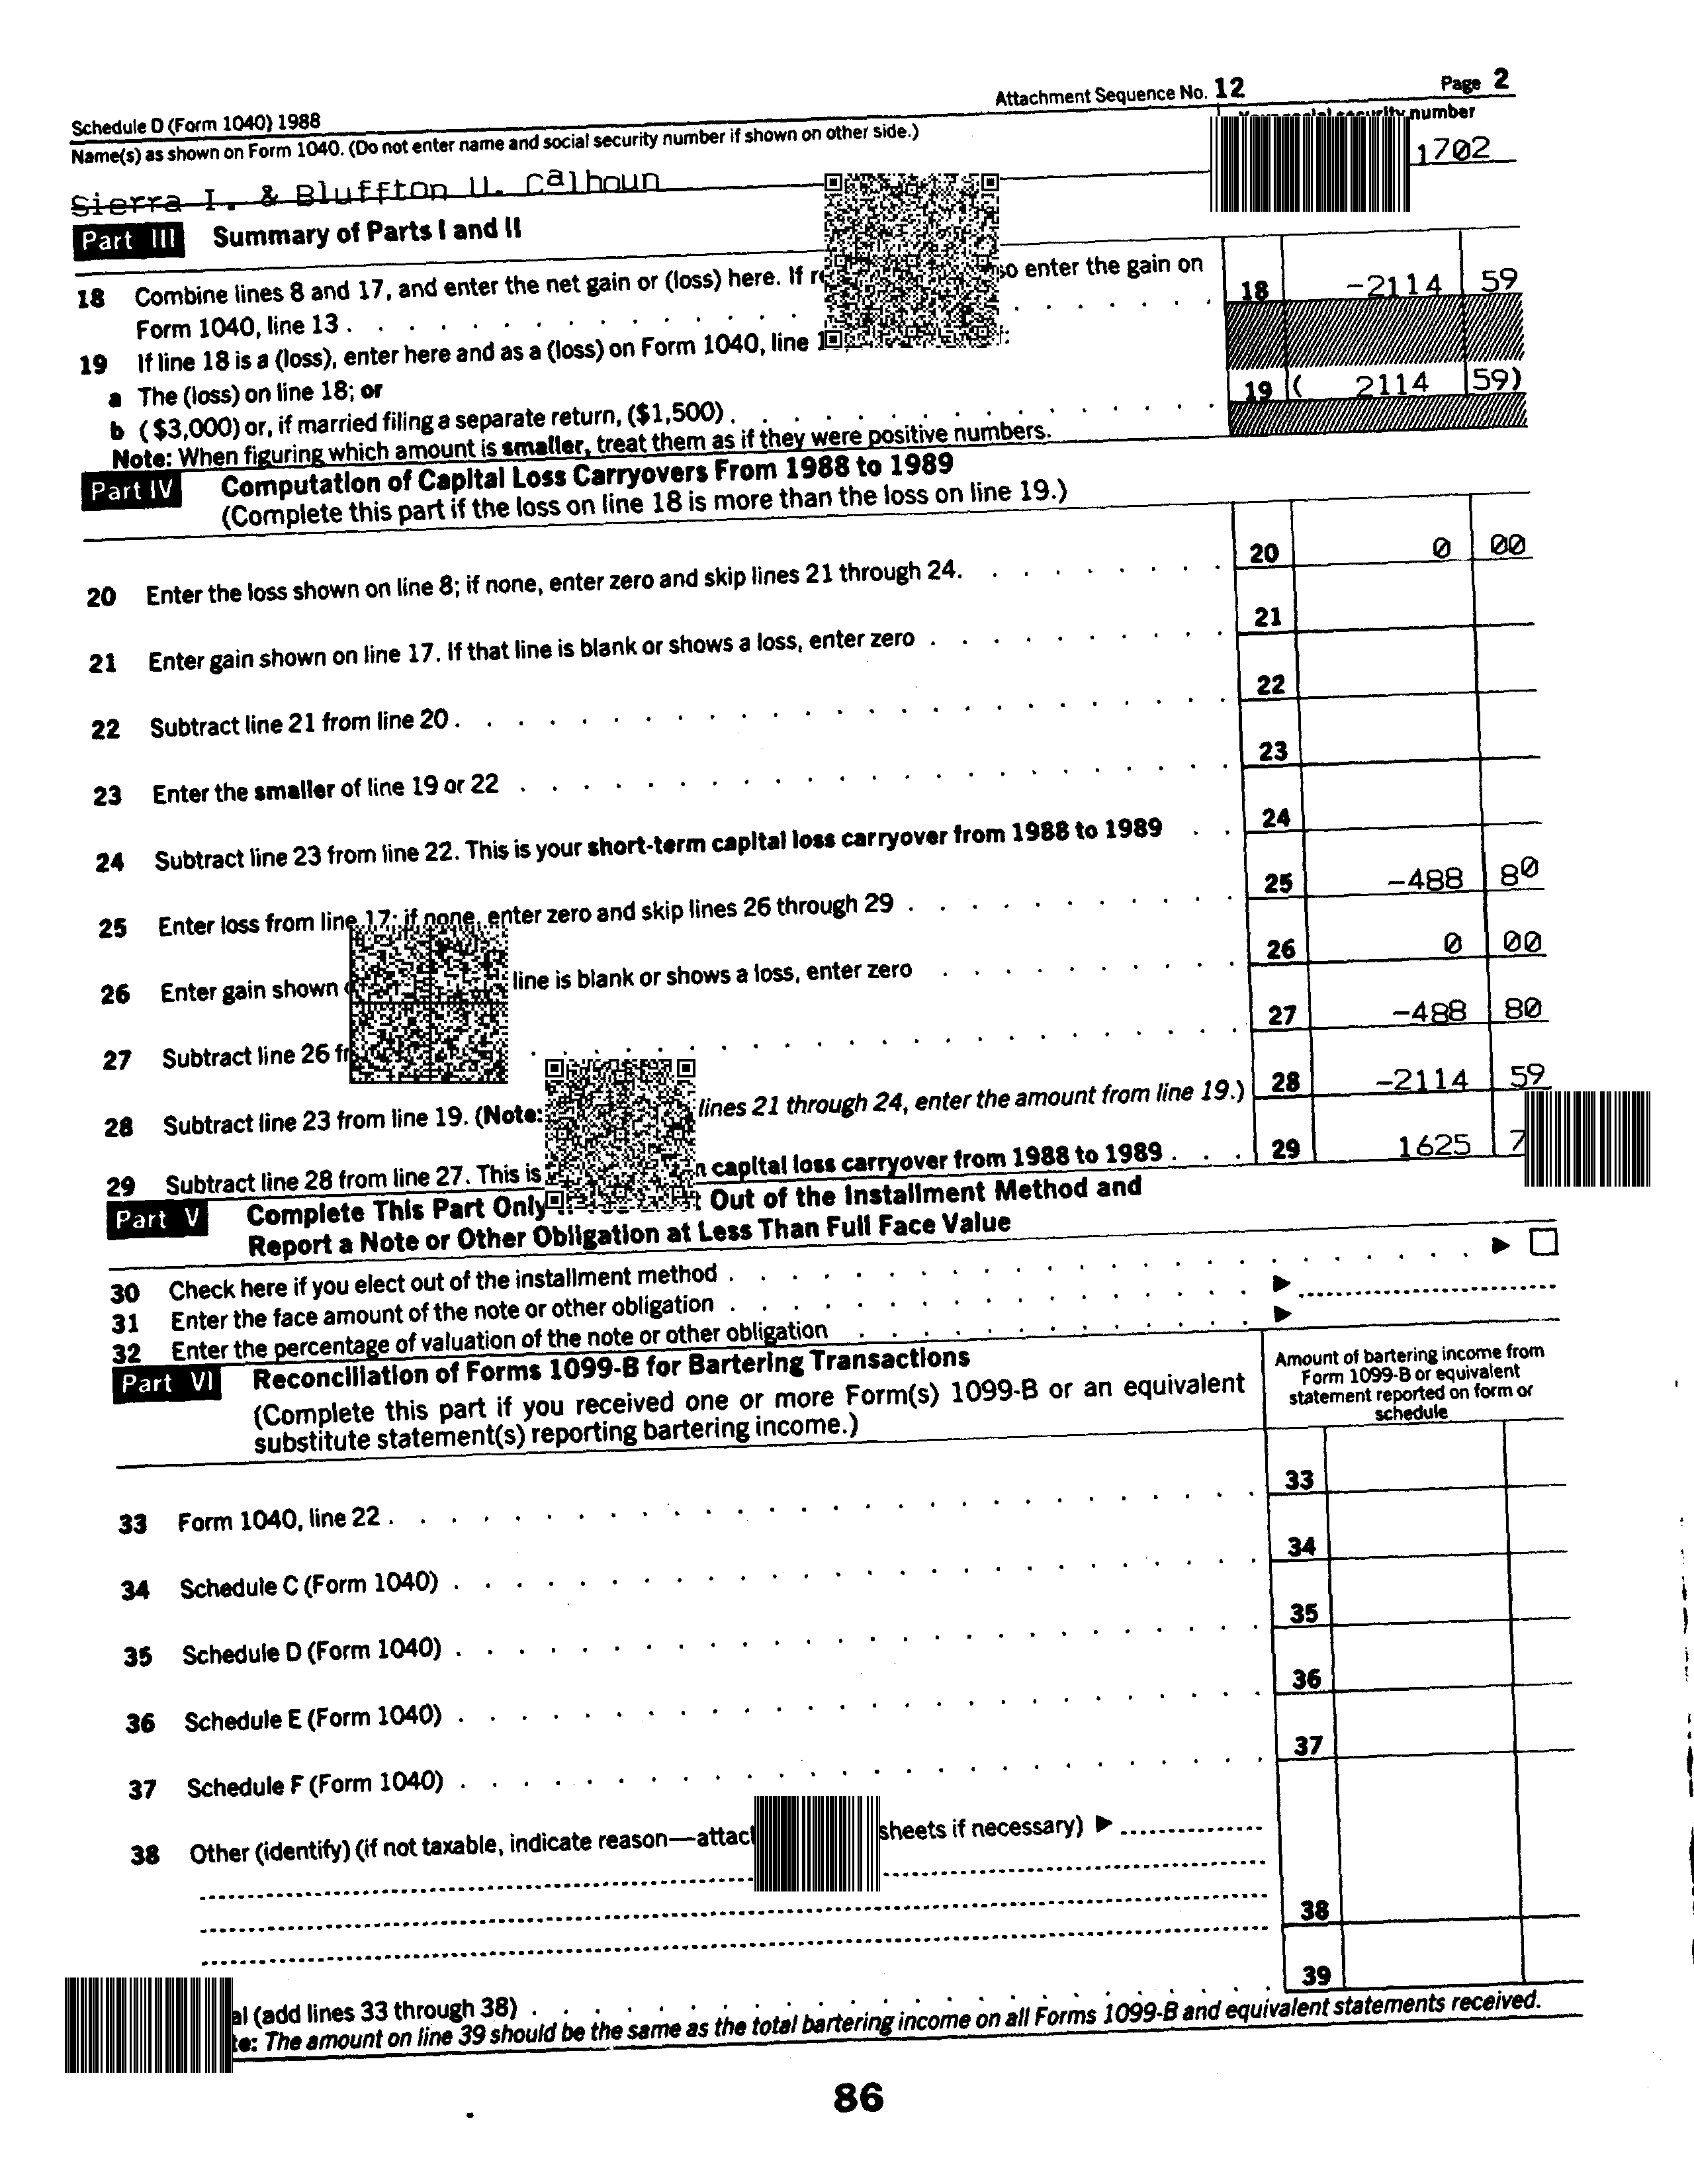 Schedule D (Form 1040) 1988 Attachment Sequence No. 12 Page 2
Name(s) as shown on Form 1040. (Do not enter name and social security number if shown on other side.) number
Sierra I. & Bluffton U. Calhoun 1702
Part III Summary of Parts I and II
18 Combine lines 8 and 17, and enter the net gain or (loss) here. If enter the gain on
Form 1040, line 13 . 18 -2114 59
19 If line 18 is a (loss), enter here and as a (loss) on Form 1040, line
a The (loss) on line 18; or
b ($3,000) or, if married filing a separate return, ($1,500) . 19 ( 2114 59)
Note: When figuring which amount is smaller, treat them as if they were positive numbers.
Part IV Computation of Capital Loss Carryovers From 1988 to 1989
(Complete this part if the loss on line 18 is more than the loss on line 19.)
20 Enter the loss shown on line 8; if none, enter zero and skip lines 21 through 24. 20 0 00
21 Enter gain shown on line 17. If that line is blank or shows a loss, enter zero . 21
22 Subtract line 21 from line 20 . 22
23 Enter the smaller of line 19 or 22 . 23
24 Subtract line 23 from line 22. This is your short-term capital loss carryover from 1988 to 1989 . 24
25 Enter loss from line 17; if none, enter zero and skip lines 26 through 29 . 25 -488 80
26 Enter gain shown line is blank or shows a loss, enter zero . 26 0 00
27 Subtract line 26 . 27 -488 80
28 Subtract line 23 from line 19. (Note: lines 21 through 24, enter the amount from line 19.) 28 -2114 59
29 Subtract line 28 from line 27. This is capital loss carryover from 1988 to 1989 . 29 1625
Part V Complete This Part Only Out of the Installment Method and
Report a Note or Other Obligation at Less Than Full Face Value
30 Check here if you elect out of the installment method . ▶ ☐
31 Enter the face amount of the note or other obligation . ▶
32 Enter the percentage of valuation of the note or other obligation . ▶
Part VI Reconciliation of Forms 1099-B for Bartering Transactions
(Complete this part if you received one or more Form(s) 1099-B or an equivalent
substitute statement(s) reporting bartering income.)
Amount of bartering income from
Form 1099-B or equivalent
statement reported on form or
schedule
33 Form 1040, line 22 . 33
34 Schedule C (Form 1040) . 34
35 Schedule D (Form 1040) . 35
36 Schedule E (Form 1040) . 36
37 Schedule F (Form 1040) . 37
38 Other (identify) (if not taxable, indicate reason— sheets if necessary) ▶
38
(add lines 33 through 38) . 39
The amount on line 39 should be the same as the total bartering income on all Forms 1099-B and equivalent statements received.
86